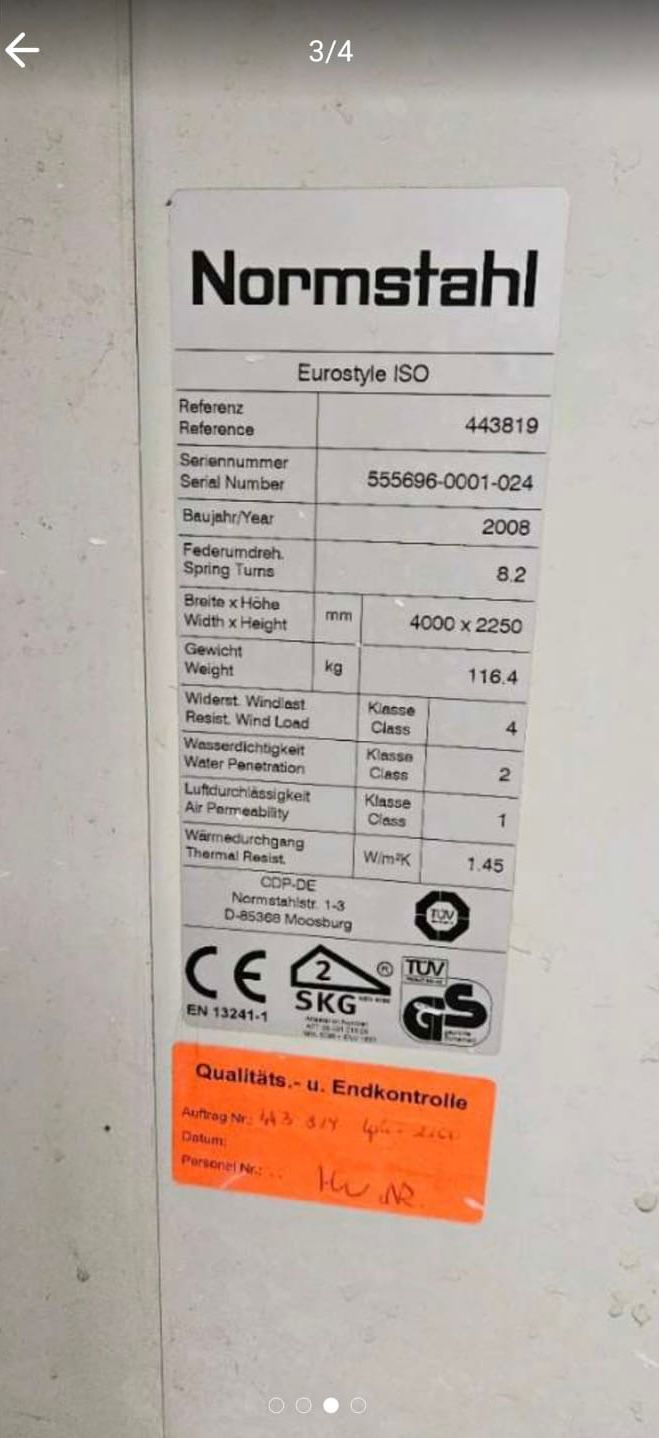 3/4
Normstahl
Eurostyle ISO
Referenz
Reference
443819
Seriennummer
Serial Number
555696-0001-024
Baujahr/Year
2008
Federumdreh.
Spring Turns
8.2
Breite x Höhe
Width x Height
mm
4000 x 2250
Gewicht
Weight
kg
116.4
Widerst. Windlast
Resist. Wind Load
Klasse
Class
4
Wasserdichtigkeit
Water Penetration
Klasse
Class
2
Luftdurchlässigkeit
Air Permeability
Klasse
Class
1
Wärmedurchgang
Thermal Resist.
W/m²K
1.45
CDP-DE
Normstahlstr. 1-3
D-85368 Moosburg
TÜV
CE
EN 13241-1
2
®
SKG
TÜV
GS
geprüfte
Sicherheit
Qualitäts.- u. Endkontrolle
Auftrag Nr.:
Datum:
Personal Nr.: